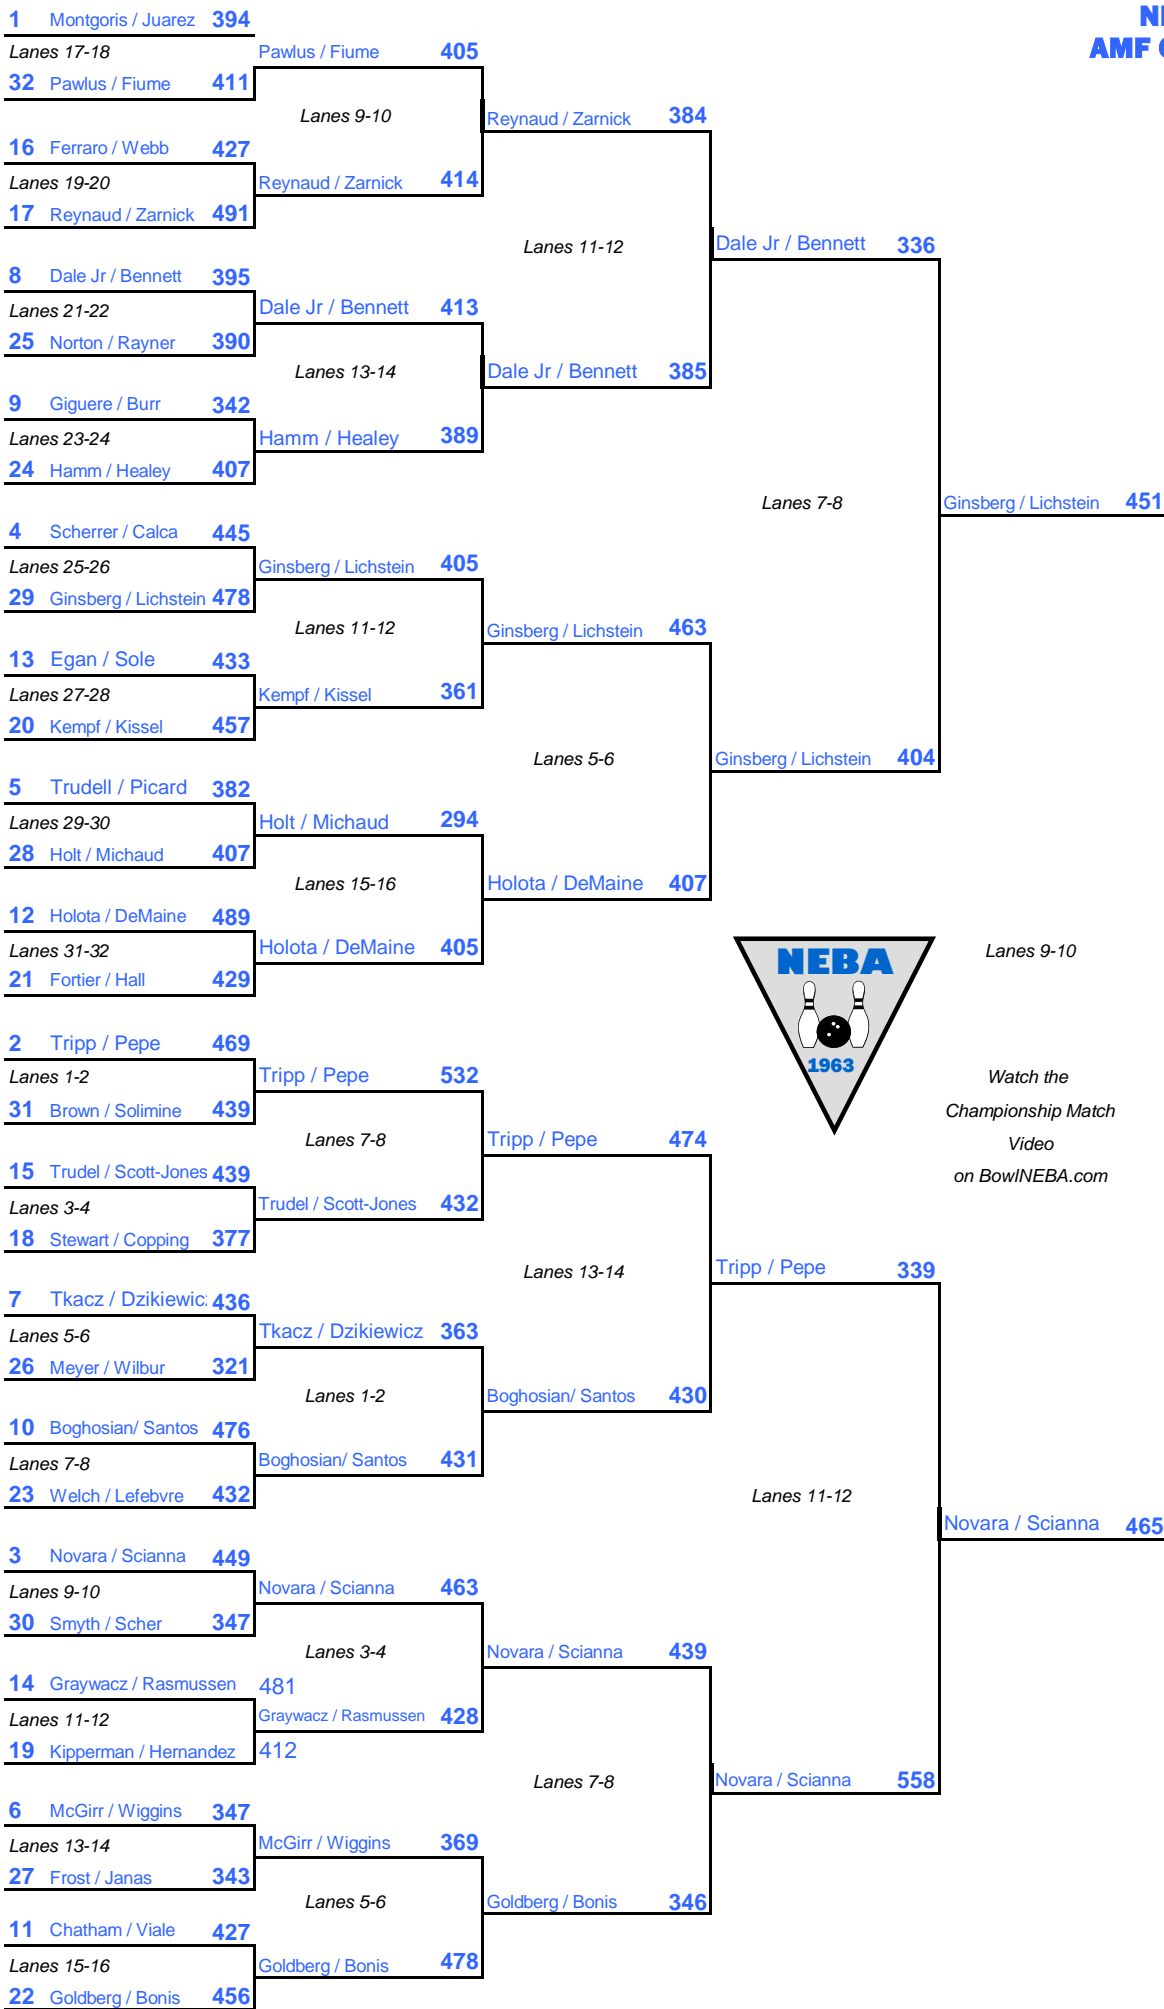 NE
AMF C
1 Montgoris / Juarez 394
Lanes 17-18
32 Pawlus / Fiume 411
16 Ferraro / Webb 427
Lanes 19-20
17 Reynaud / Zarnick 491
8 Dale Jr / Bennett 395
Lanes 21-22
25 Norton / Rayner 390
9 Giguere / Burr 342
Lanes 23-24
24 Hamm / Healey 407
4 Scherrer / Calca 445
Lanes 25-26
29 Ginsberg / Lichstein 478
13 Egan / Sole 433
Lanes 27-28
20 Kempf / Kissel 457
5 Trudell / Picard 382
Lanes 29-30
28 Holt / Michaud 407
12 Holota / DeMaine 489
Lanes 31-32
21 Fortier / Hall 429
2 Tripp / Pepe 469
Lanes 1-2
31 Brown / Solimine 439
15 Trudel / Scott-Jones 439
Lanes 3-4
18 Stewart / Copping 377
7 Tkacz / Dzikiewic 436
Lanes 5-6
26 Meyer / Wilbur 321
10 Boghosian/ Santos 476
Lanes 7-8
23 Welch / Lefebvre 432
3 Novara / Scianna 449
Lanes 9-10
30 Smyth / Scher 347
14 Graywacz / Rasmussen 481
Lanes 11-12
19 Kipperman / Hernandez 412
6 McGirr / Wiggins 347
Lanes 13-14
27 Frost / Janas 343
11 Chatham / Viale 427
Lanes 15-16
22 Goldberg / Bonis 456
Pawlus / Fiume 405
Lanes 9-10
Reynaud / Zarnick 414
Dale Jr / Bennett 413
Lanes 13-14
Hamm / Healey 389
Ginsberg / Lichstein 405
Lanes 11-12
Kempf / Kissel 361
Holt / Michaud 294
Lanes 15-16
Holota / DeMaine 405
Tripp / Pepe 532
Lanes 7-8
Trudel / Scott-Jones 432
Tkacz / Dzikiewicz 363
Lanes 1-2
Boghosian/ Santos 431
Novara / Scianna 463
Lanes 3-4
Graywacz / Rasmussen 428
McGirr / Wiggins 369
Lanes 5-6
Goldberg / Bonis 478
Reynaud / Zarnick 384
Lanes 11-12
Dale Jr / Bennett 385
Ginsberg / Lichstein 463
Lanes 5-6
Holota / DeMaine 407
Tripp / Pepe 474
Lanes 13-14
Boghosian/ Santos 430
Novara / Scianna 439
Lanes 7-8
Goldberg / Bonis 346
Dale Jr / Bennett 336
Lanes 7-8
Ginsberg / Lichstein 404
Tripp / Pepe 339
Lanes 11-12
Novara / Scianna 558
Ginsberg / Lichstein 451
Lanes 9-10
NEBA
1963
Watch the
Championship Match
Video
on BowlNEBA.com
Novara / Scianna 465